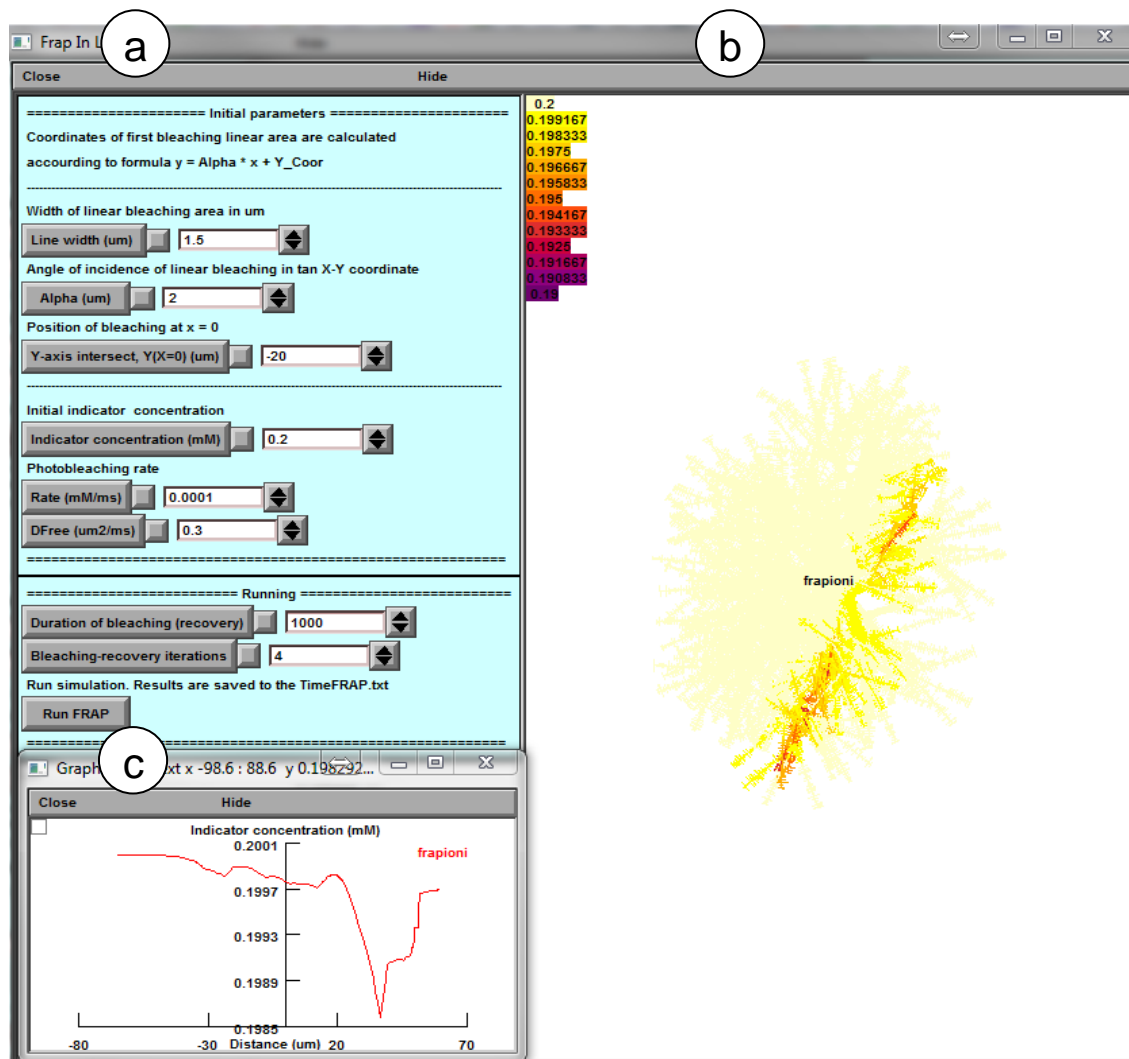 a
b
Frap In L
Close Hide
======================= Initial parameters =======================
Coordinates of first bleaching linear area are calculated
accourding to formula y = Alpha * x + Y_Coor
Width of linear bleaching area in um
Line width (um) 1.5
Angle of incidence of linear bleaching in tan X-Y coordinate
Alpha (um) 2
Position of bleaching at x = 0
Y-axis intersect, Y(X=0) (um) -20
Initial indicator concentration
Indicator concentration (mM) 0.2
Photobleaching rate
Rate (mM/ms) 0.0001
DFree (um2/ms) 0.3
========================== Running ==========================
Duration of bleaching (recovery) 1000
Bleaching-recovery iterations 4
Run simulation. Results are saved to the TimeFRAP.txt
Run FRAP
0.2
0.199167
0.198333
0.1975
0.196667
0.195833
0.195
0.194167
0.193333
0.1925
0.191667
0.190833
0.19
frapioni
c
Graph xt x -98.6 : 88.6 y 0.198292...
Close Hide
Indicator concentration (mM)
frapioni
0.2001
0.1997
0.1993
0.1989
0.1985
-80 -30 Distance (um) 20 70